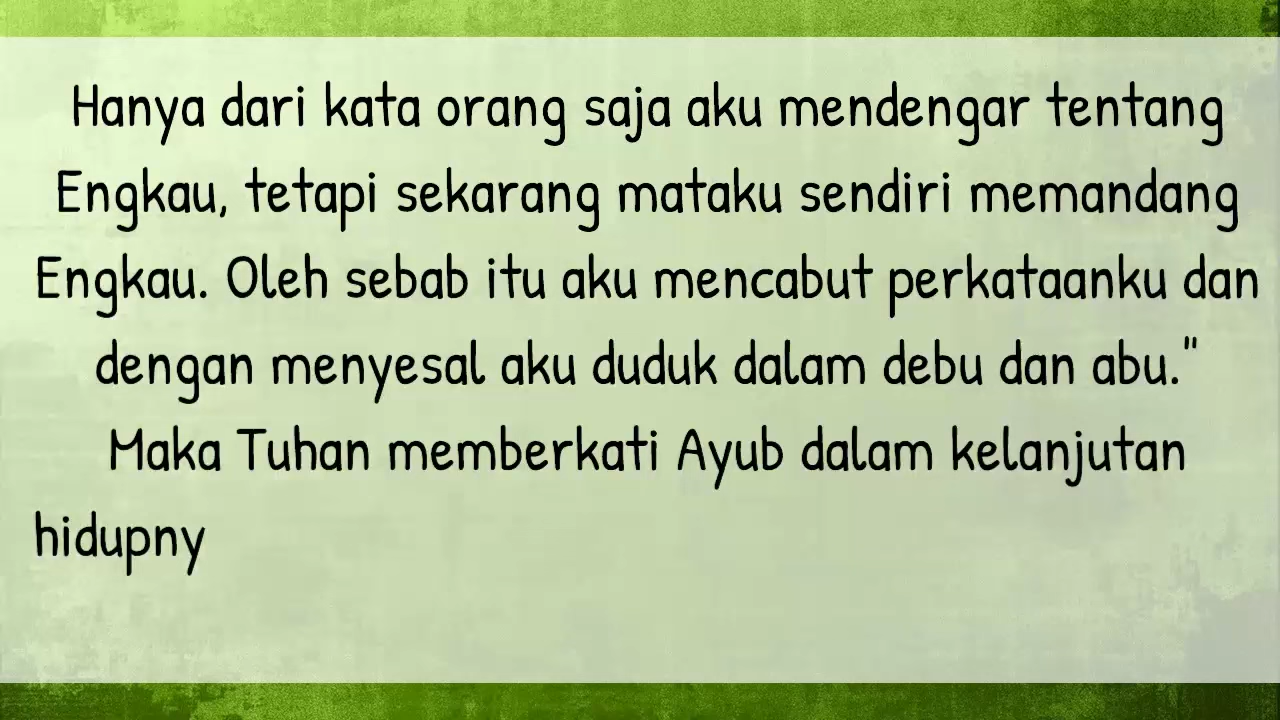 Hanya dari kata orang saja aku mendengar tentang
Engkau, tetapi sekarang mataku sendiri memandang
Engkau. Oleh sebab itu aku mencabut perkataanku dan
dengan menyesal aku duduk dalam debu dan abu."
Maka Tuhan memberkati Ayub dalam kelanjutan
hidupny